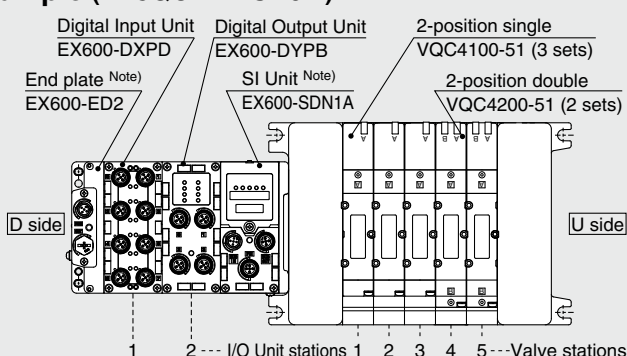 Digital Input Unit
EX600-DXPD
Digital Output Unit
EX600-DYPB
2-position single
VQC4100-51 (3 sets)
End plate Note)
EX600-ED2
SI Unit Note)
EX600-SDN1A
2-position double
VQC4200-51 (2 sets)
A A A B A B A
D side
U side
1 2 --- I/O Unit stations 1 2 3 4 5 ---Valve stations